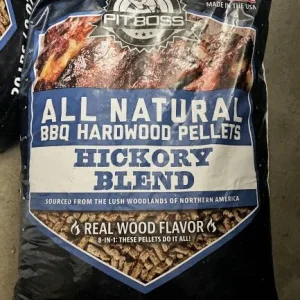 MADE IN THE USA
PIT BOSS
ALL NATURAL
BBQ HARDWOOD PELLETS
HICKORY
BLEND
SOURCED FROM THE LUSH WOODLANDS OF NORTHERN AMERICA
REAL WOOD FLAVOR
8-IN-1: THESE PELLETS DO IT ALL!